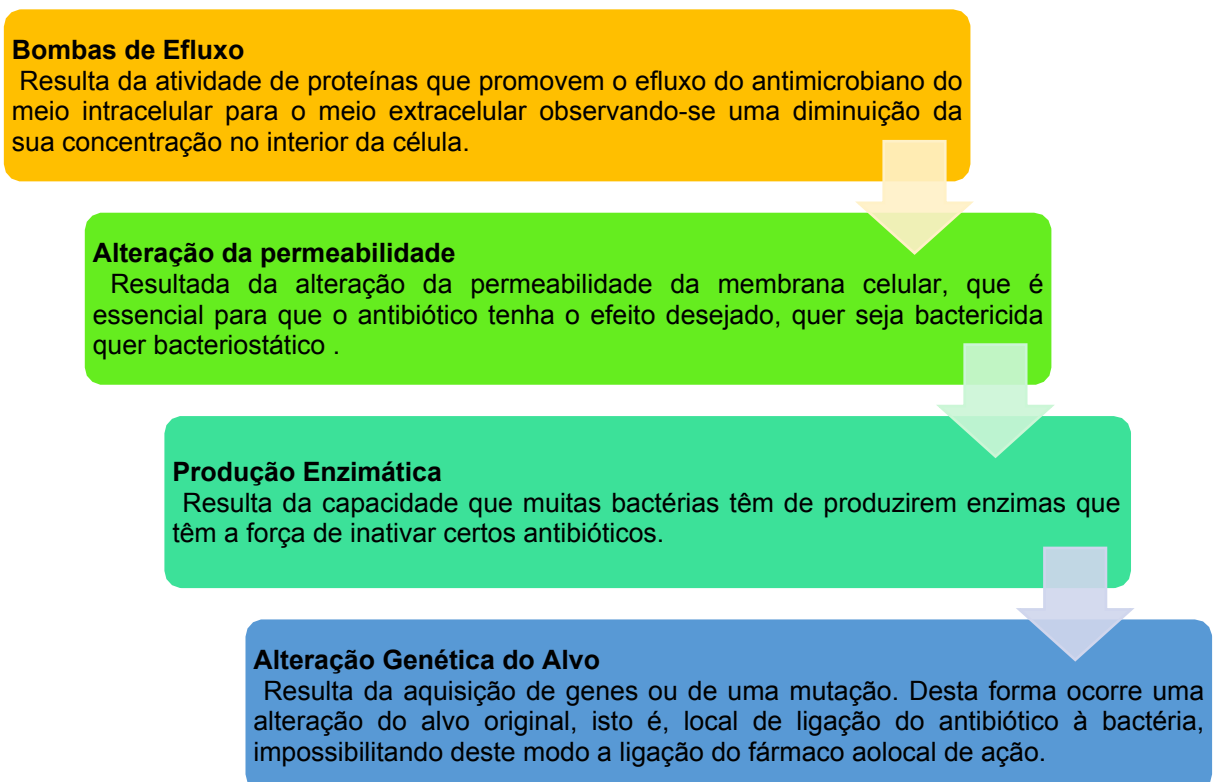 Bombas de Efluxo
Resulta da atividade de proteínas que promovem o efluxo do antimicrobiano do
meio intracelular para o meio extracelular observando-se uma diminuição da
sua concentração no interior da célula.
Alteração da permeabilidade
Resultada da alteração da permeabilidade da membrana celular, que é
essencial para que o antibiótico tenha o efeito desejado, quer seja bactericida
quer bacteriostático .
Produção Enzimática
Resulta da capacidade que muitas bactérias têm de produzirem enzimas que
têm a força de inativar certos antibióticos.
Alteração Genética do Alvo
Resulta da aquisição de genes ou de uma mutação. Desta forma ocorre uma
alteração do alvo original, isto é, local de ligação do antibiótico à bactéria,
impossibilitando deste modo a ligação do fármaco aolocal de ação.